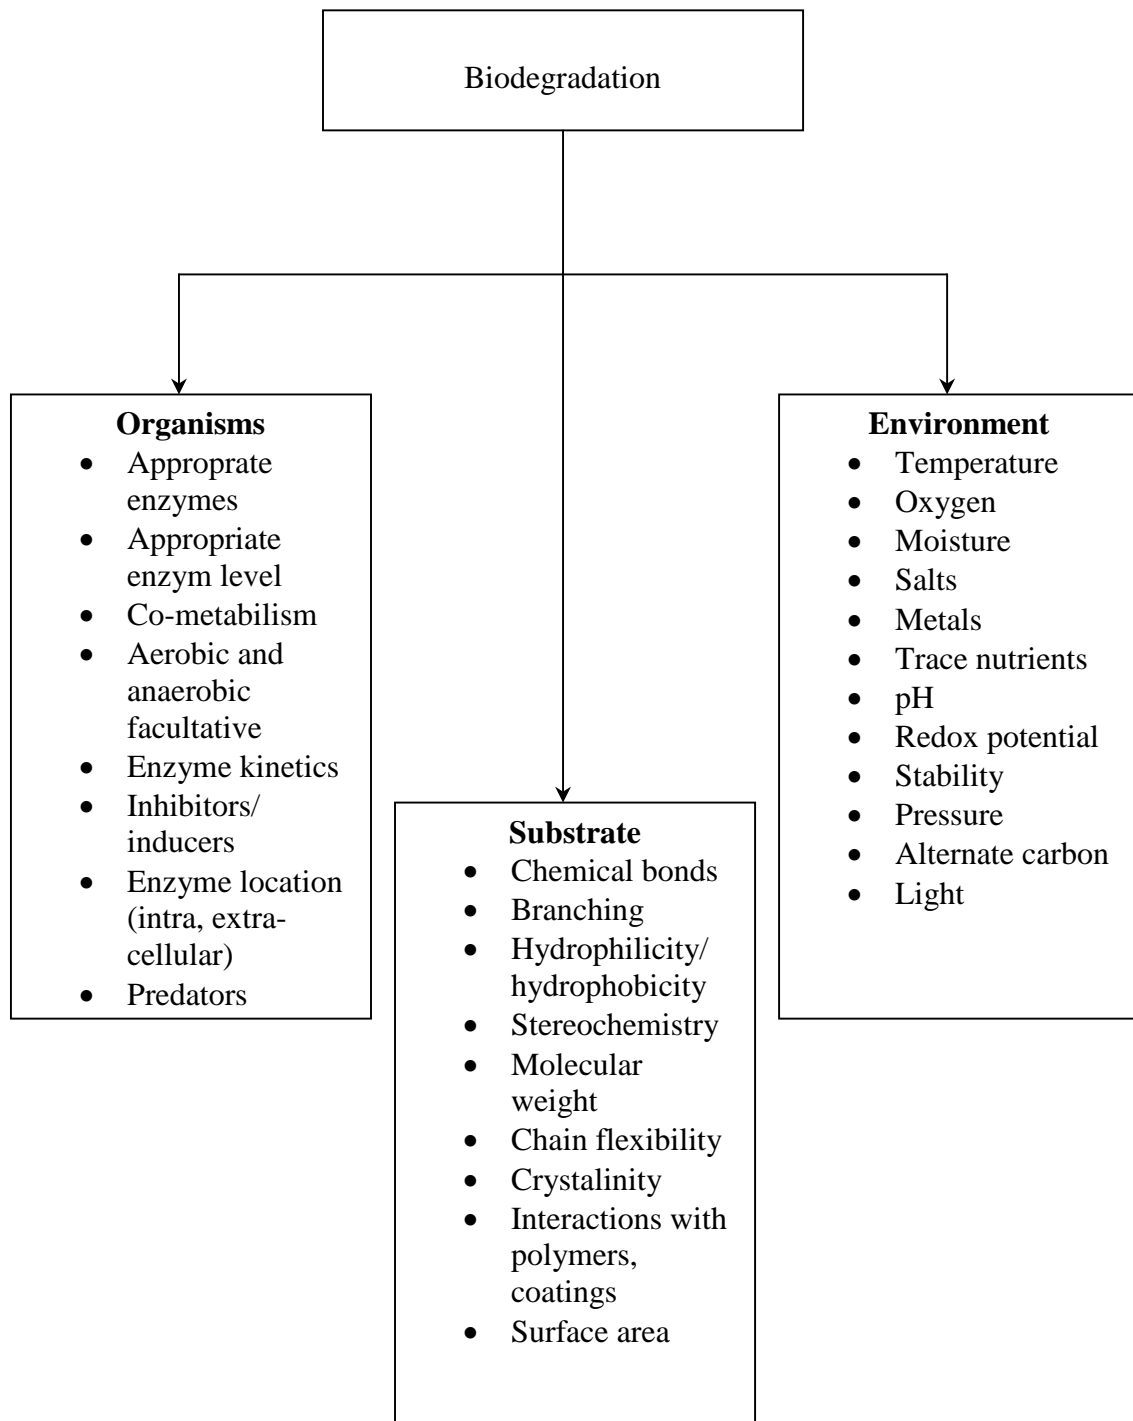 Biodegradation
Organisms
• Approprate
enzymes
• Appropriate
enzym level
• Co-metabilism
• Aerobic and
anaerobic
facultative
• Enzyme kinetics
• Inhibitors/
inducers
• Enzyme location
(intra, extra-
cellular)
• Predators
Substrate
• Chemical bonds
• Branching
• Hydrophilicity/
hydrophobicity
• Stereochemistry
• Molecular
weight
• Chain flexibility
• Crystalinity
• Interactions with
polymers,
coatings
• Surface area
Environment
• Temperature
• Oxygen
• Moisture
• Salts
• Metals
• Trace nutrients
• pH
• Redox potential
• Stability
• Pressure
• Alternate carbon
• Light